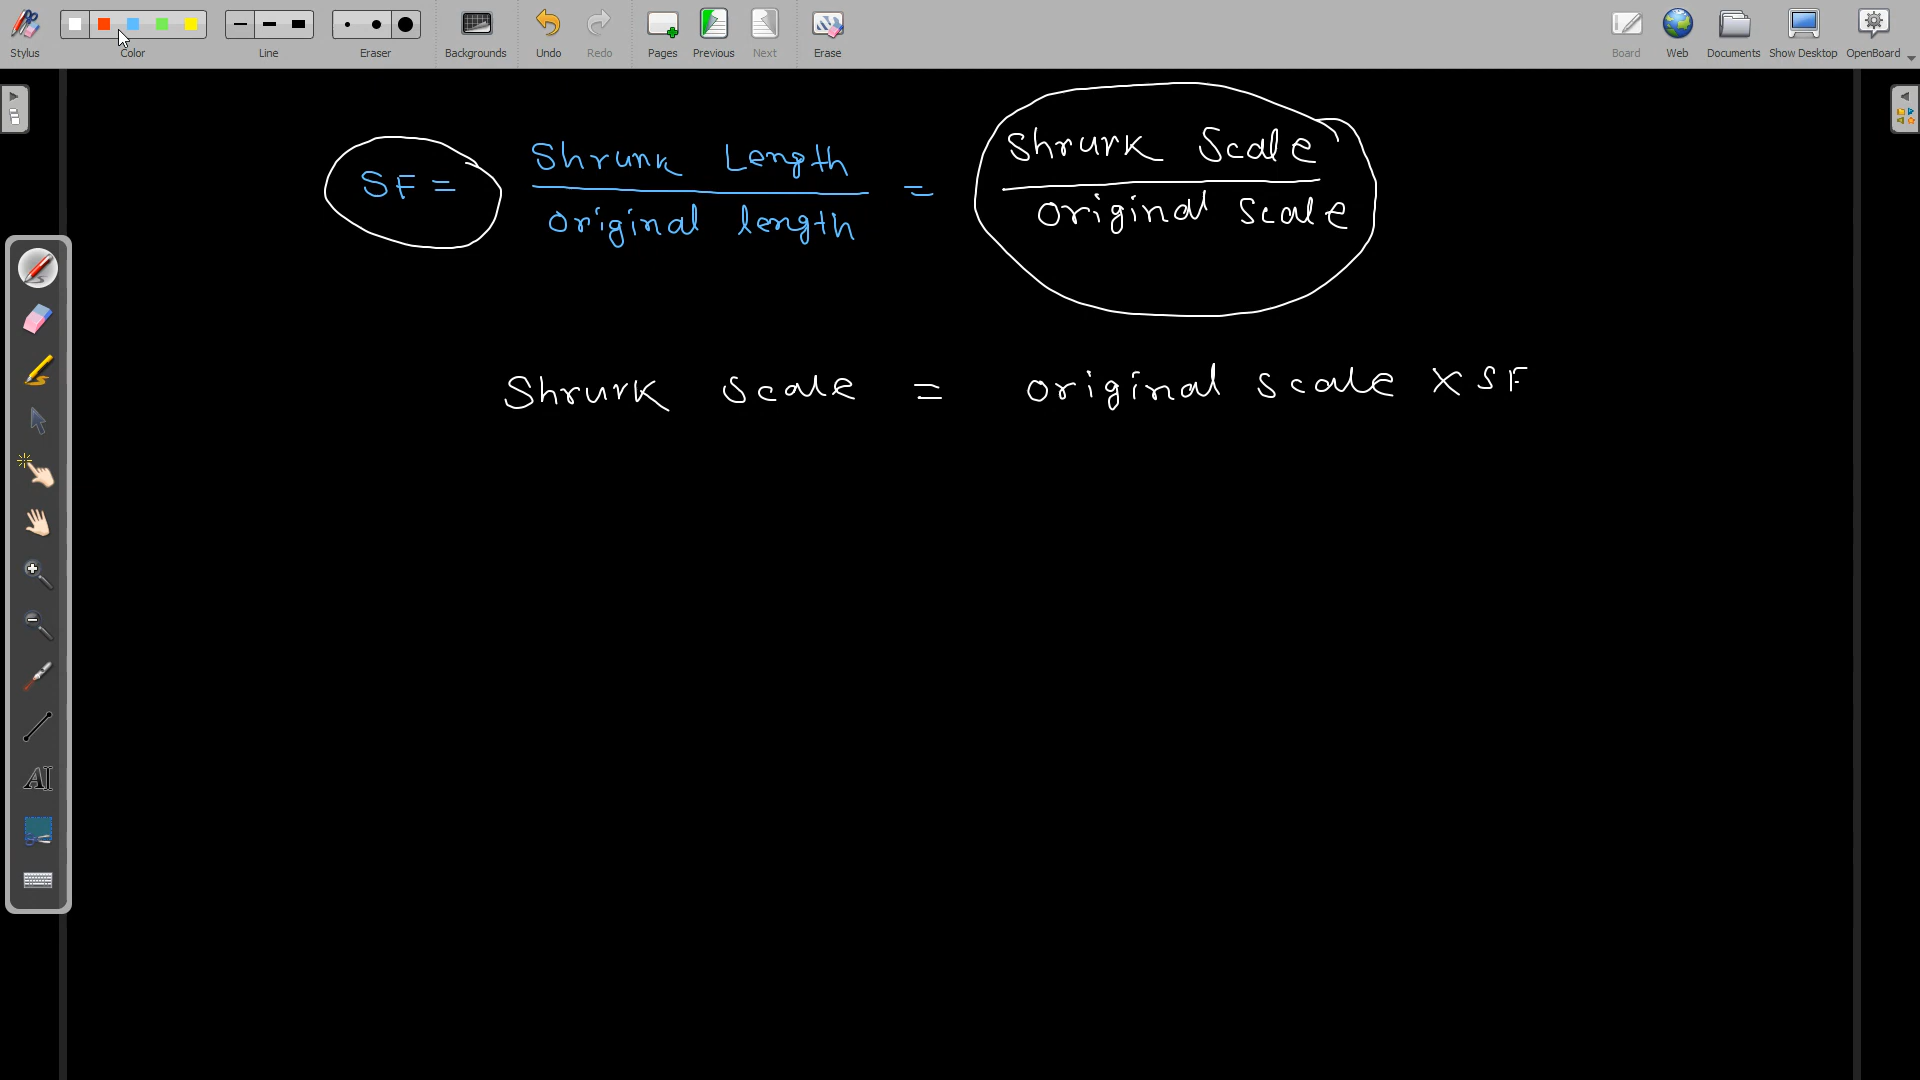 Stylus Color Line Eraser Backgrounds Undo Redo Pages Previous Next Erase Board Web Documents Show Desktop OpenBoard
SF = Shrunk Length / original length = Shrunk Scale / original scale
Shrunk scale = original scale X SF
AI